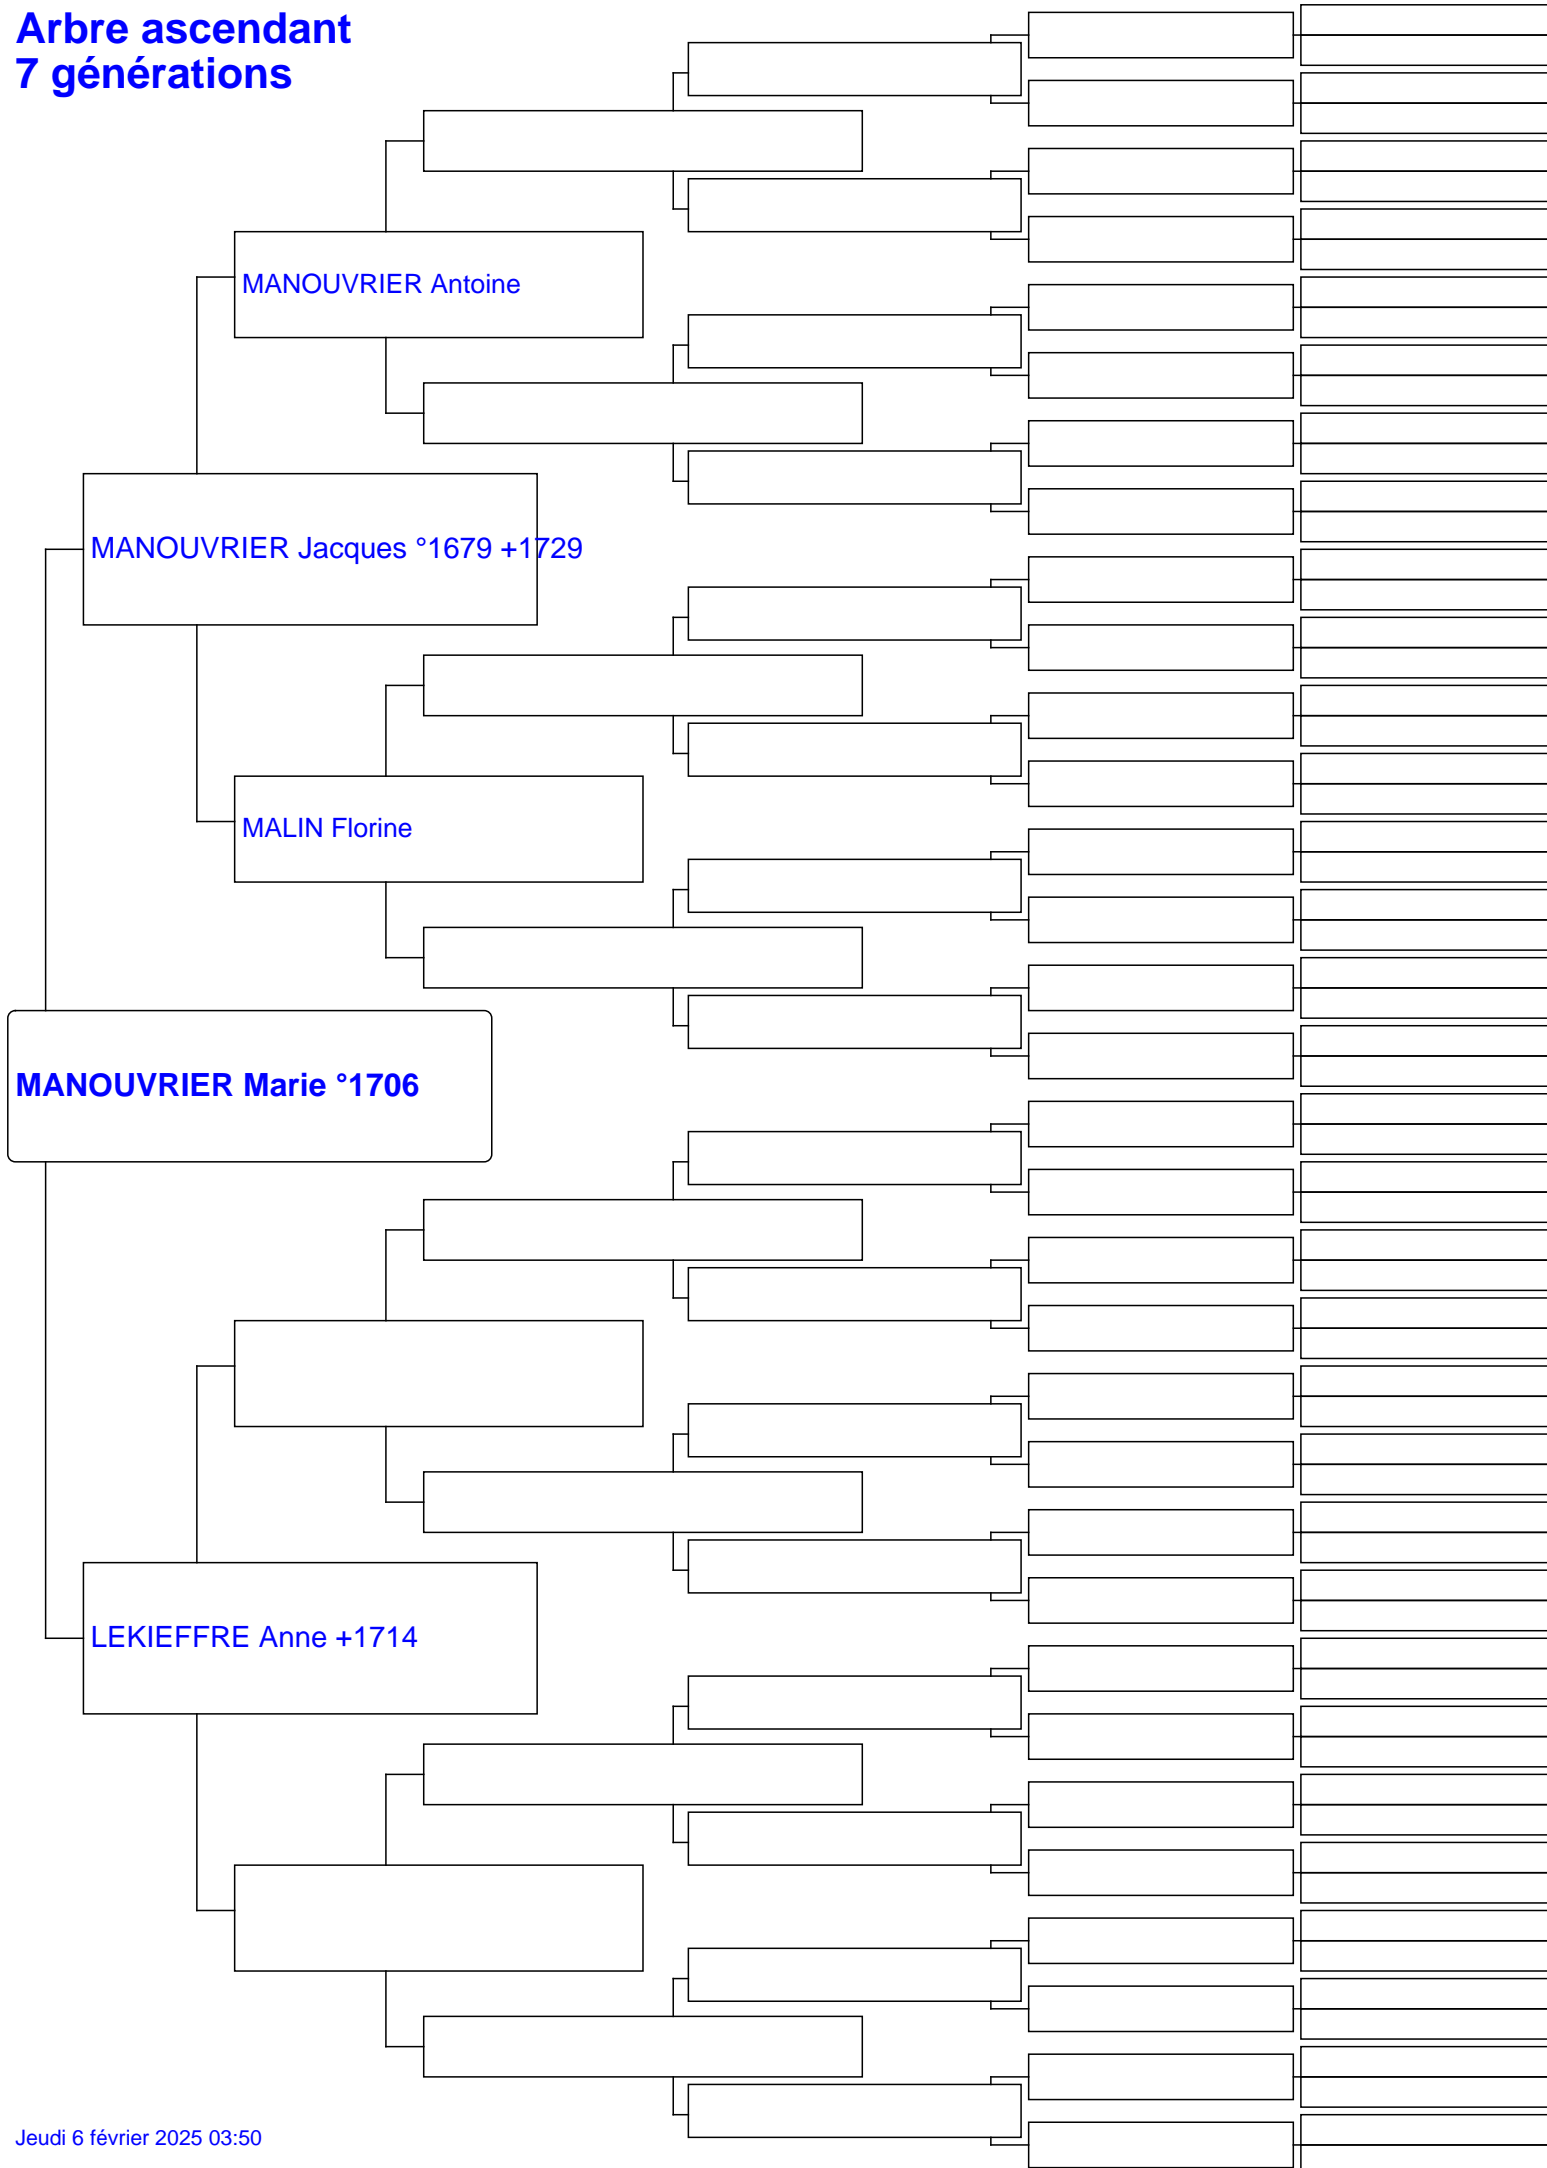 Arbre ascendant
7 générations
MANOUVRIER Antoine
MANOUVRIER Jacques °1679 +1729
MALIN Florine
MANOUVRIER Marie °1706
LEKIEFFRE Anne +1714
Jeudi 6 février 2025 03:50